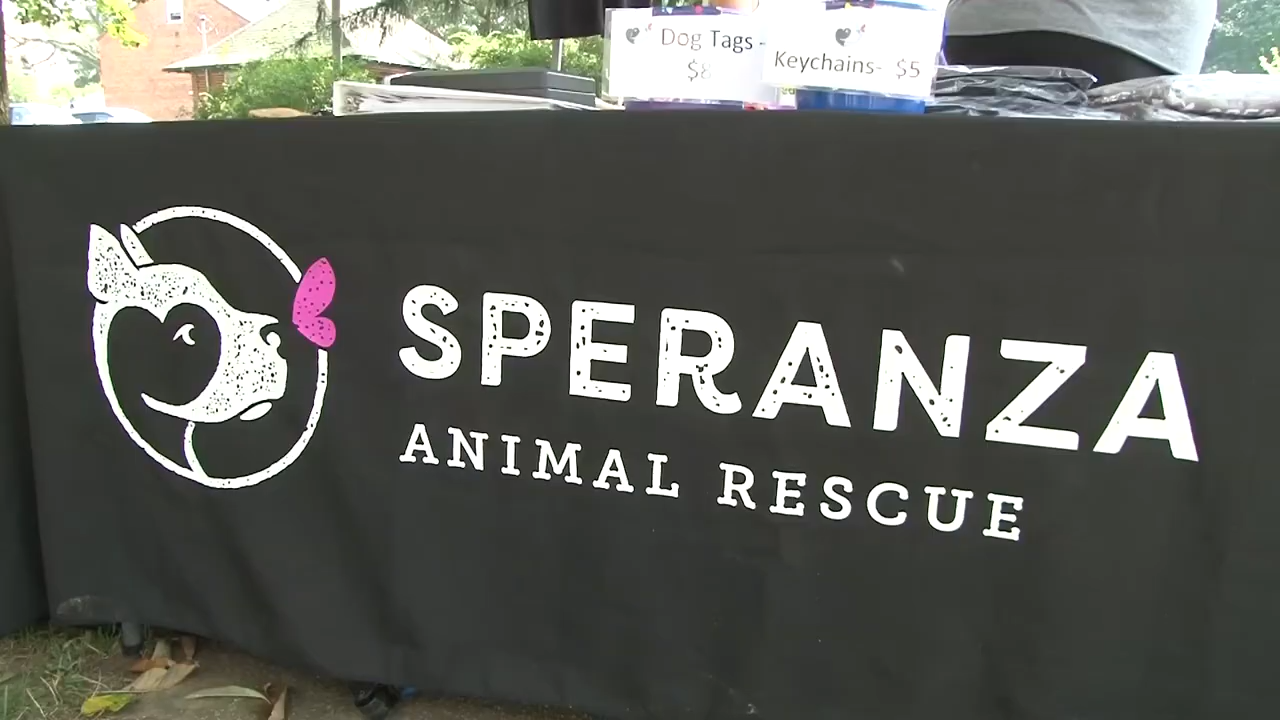 Dog Tags -
$8
Keychains- $5
SPERANZA
ANIMAL RESCUE